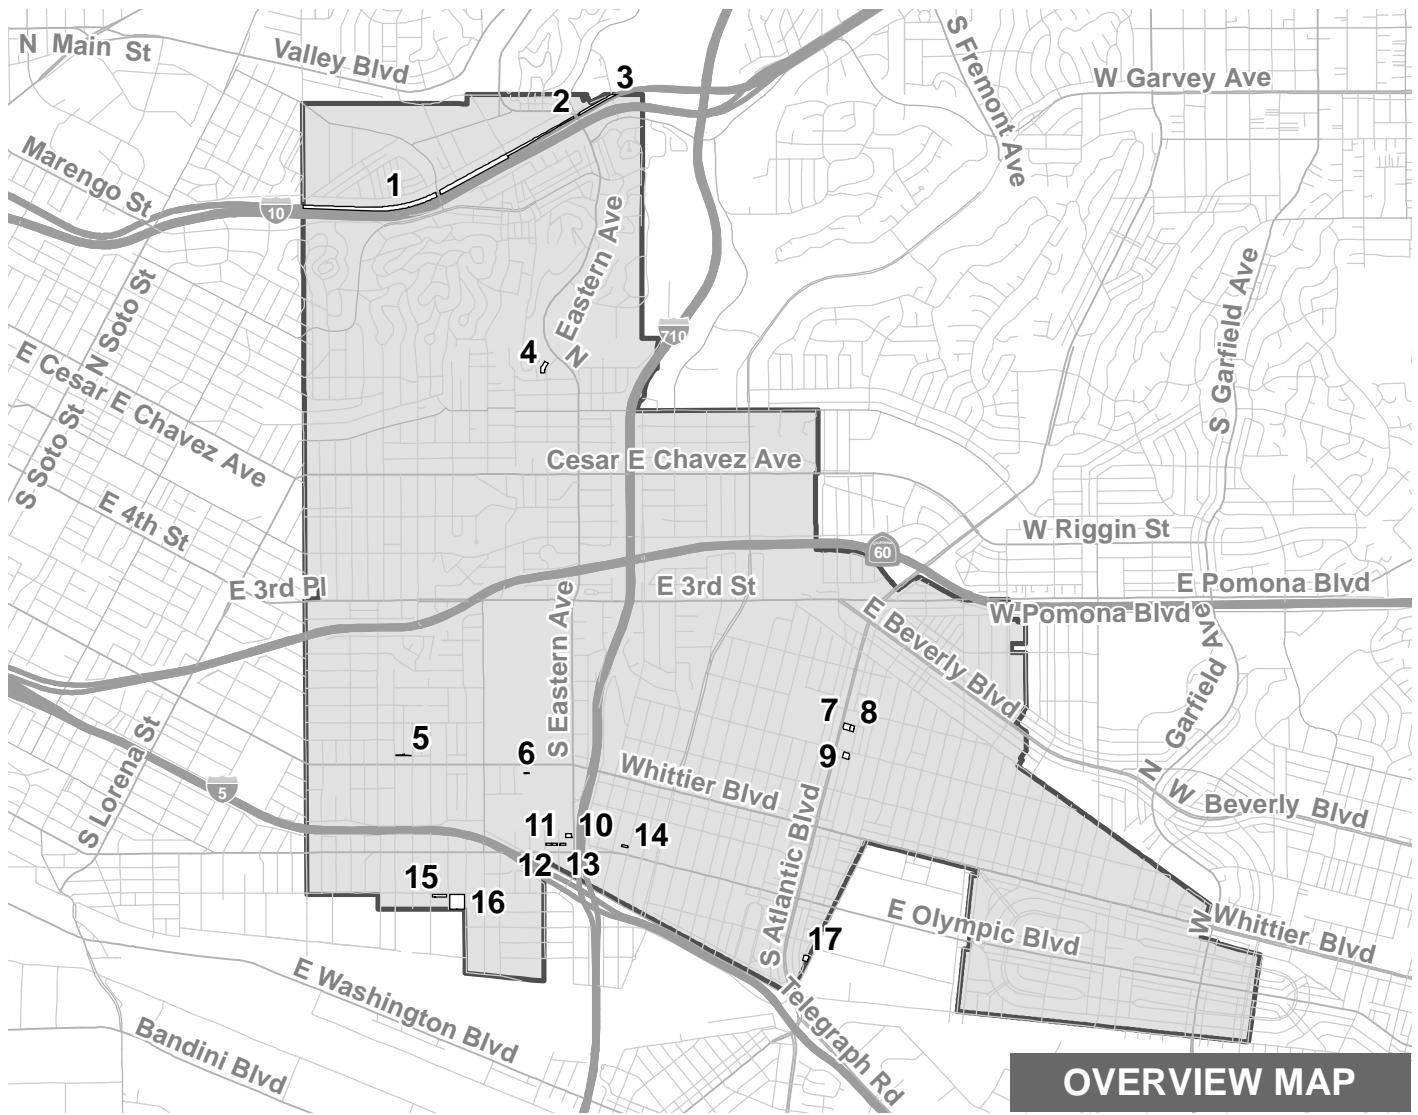 N Main St
Valley Blvd
S Fremont Ave
W Garvey Ave
3
2
Marengo St
1
10
N Eastern Ave
S Garfield Ave
N Soto St
710
4
E Cesar E Chavez Ave
S Soto St
Cesar E Chavez Ave
E 4th St
W Riggin St
60
E 3rd Pl
E 3rd St
E Pomona Blvd
W Pomona Blvd
E Beverly Blvd
S Eastern Ave
N Garfield Ave
7
8
5
6
9
S Lorena St
Whittier Blvd
5
W Beverly Blvd
S Atlantic Blvd
11
10
14
12
13
15
16
E Olympic Blvd
W Whittier Blvd
17
E Washington Blvd
Telegraph Rd
Bandini Blvd
OVERVIEW MAP